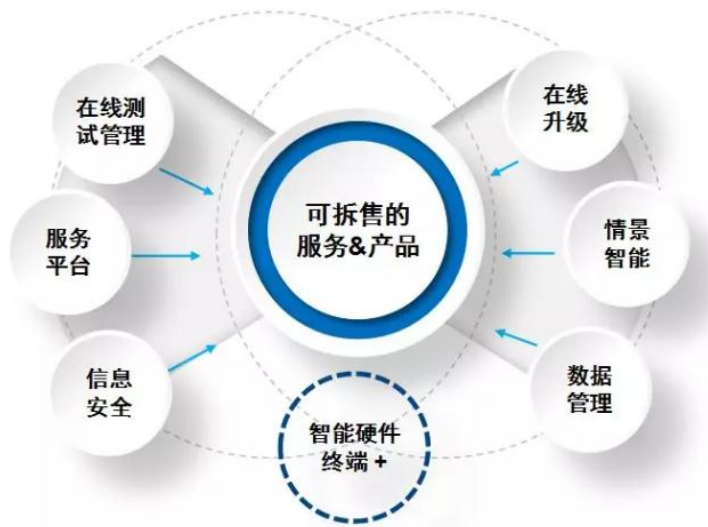 在线测
试管理
服务
平台
信息
安全
可拆售的
服务&产品
智能硬件
终端 +
在线
升级
情景
智能
数据
管理